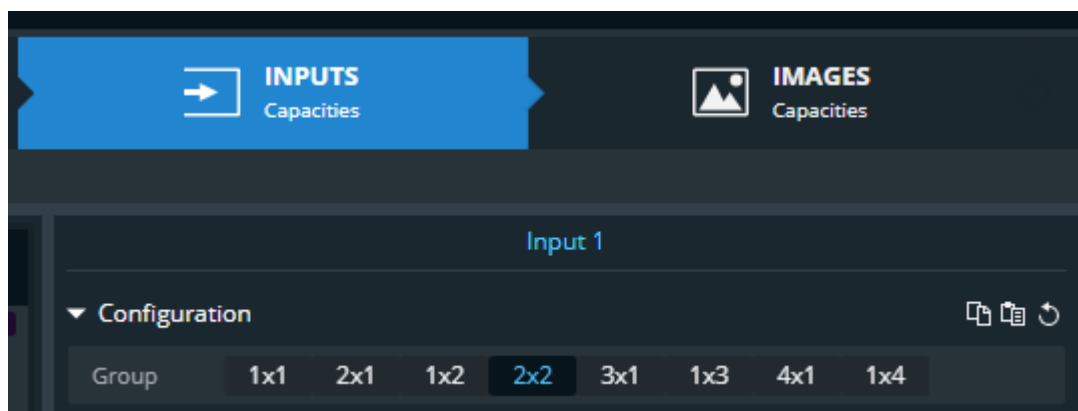 INPUTS
Capacities
IMAGES
Capacities
Input 1
Configuration
Group 1x1 2x1 1x2 2x2 3x1 1x3 4x1 1x4